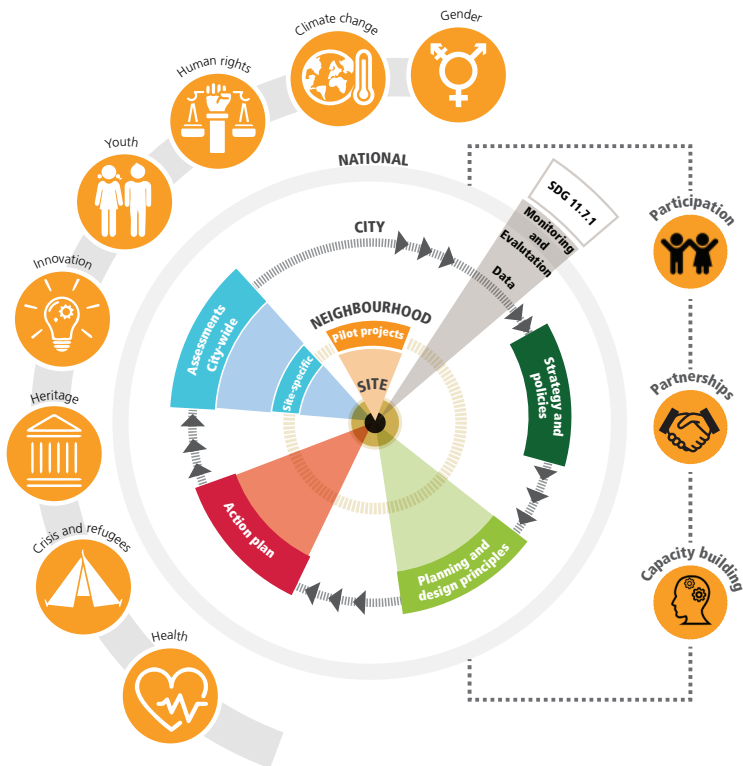 Gender
Climate change
Human rights
Youth
Innovation
Heritage
Crisis and refugees
Health
NATIONAL
CITY
NEIGHBOURHOOD
Pilot projects
SITE
Assessments
City-wide
Site-specific
SDG 11.7.1
Monitoring
and
Evalutation
Data
Strategy and
policies
Planning and
design principles
Action plan
Participation
Partnerships
Capacity building